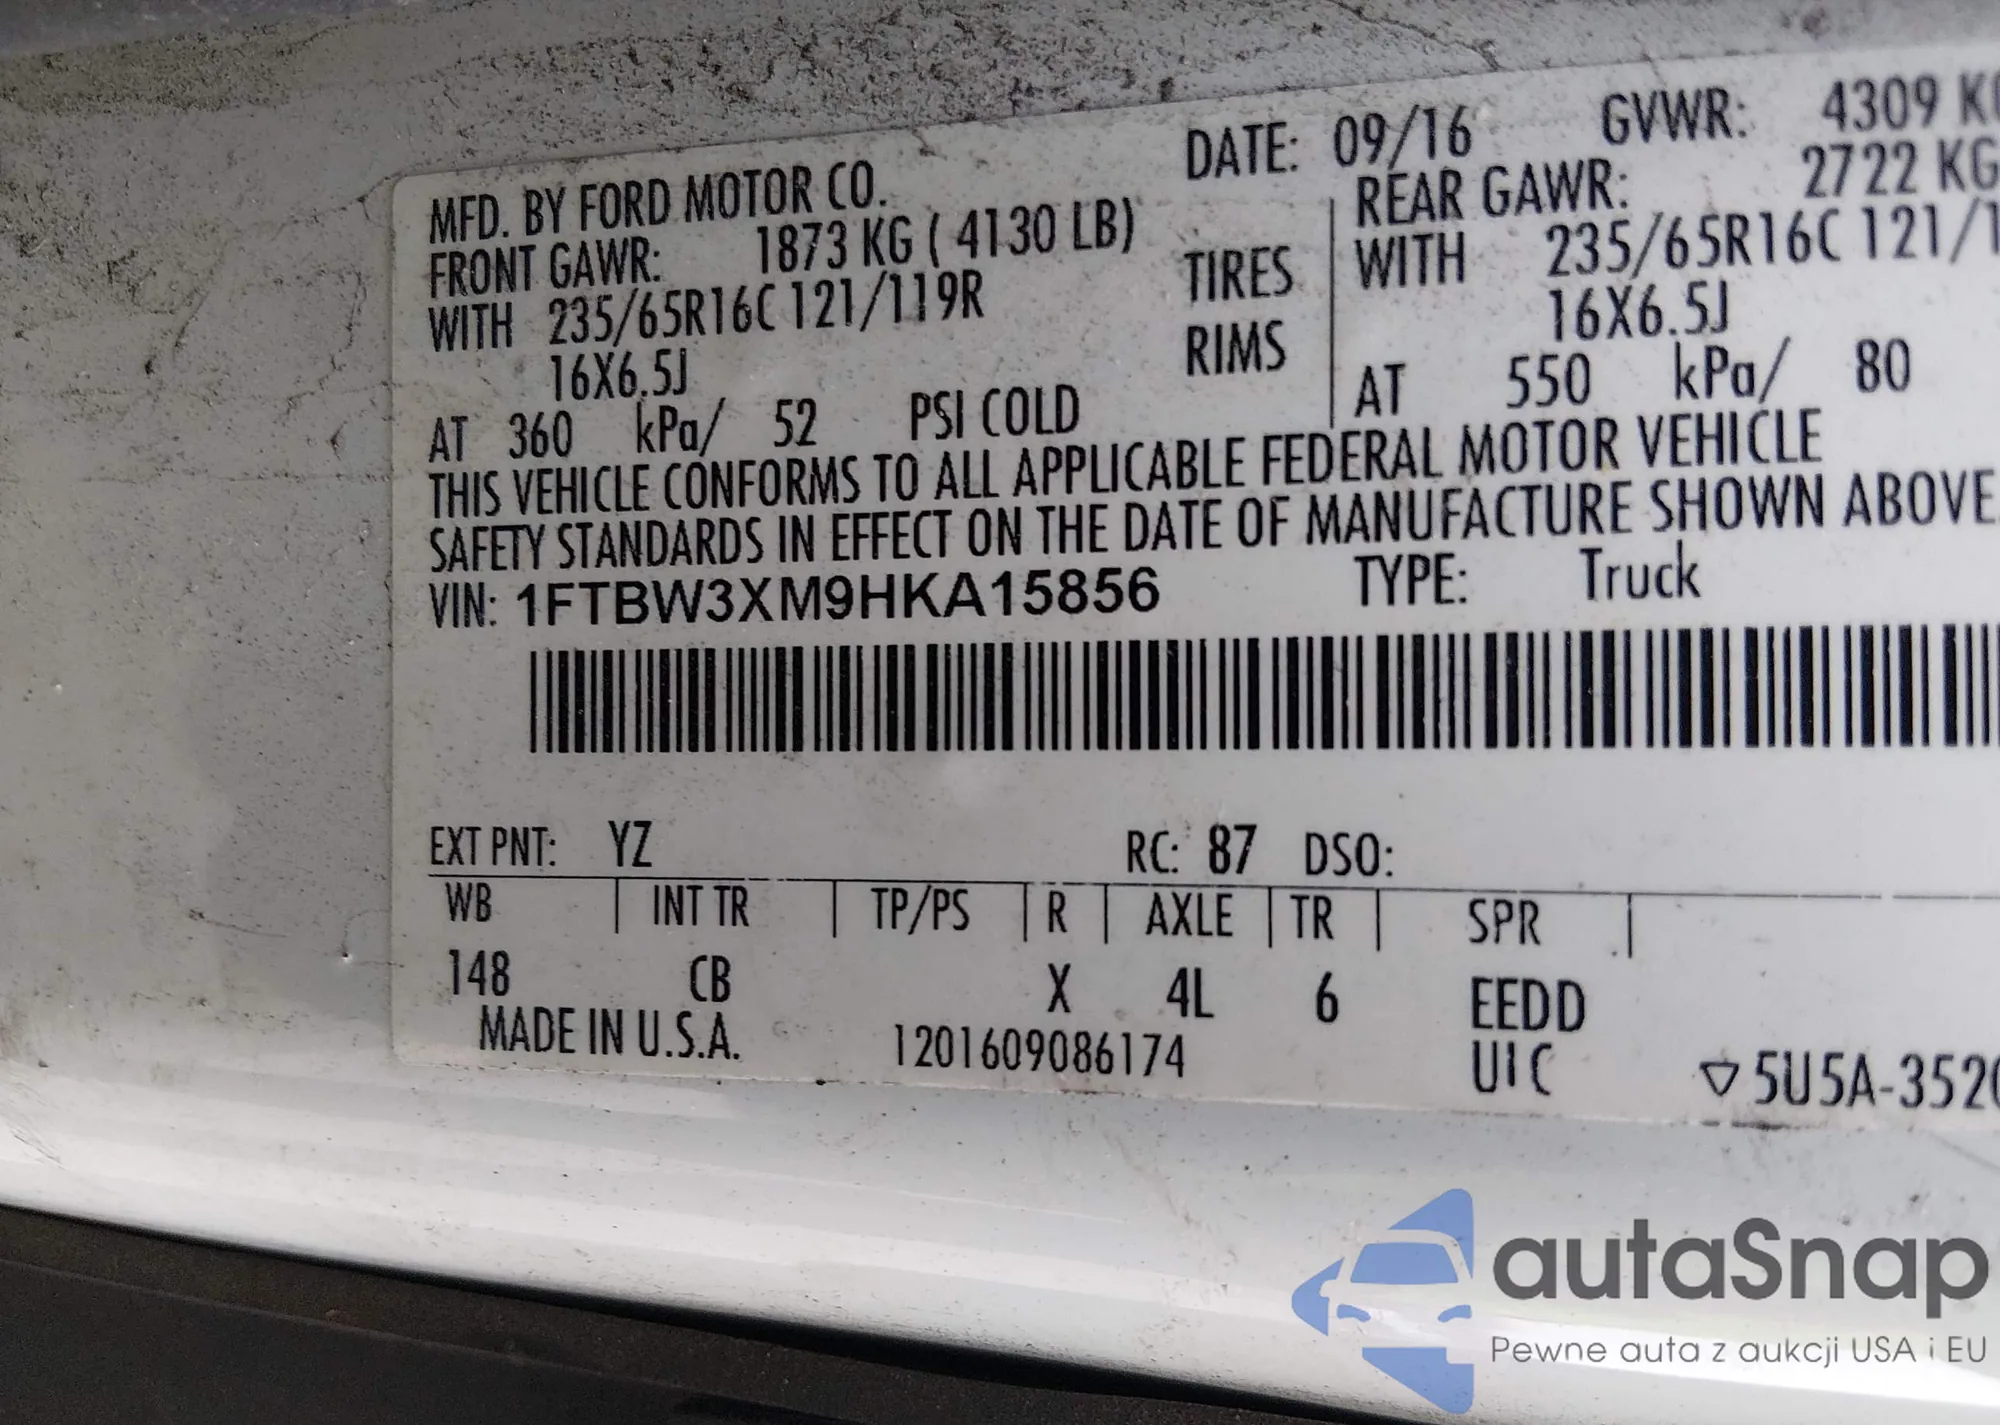 MFD. BY FORD MOTOR CO. DATE: 09/16 GVWR: 4309 KG
FRONT GAWR: 1873 KG ( 4130 LB) REAR GAWR: 2722 KG
WITH 235/65R16C 121/119R TIRES WITH 235/65R16C 121/1
16X6.5J RIMS 16X6.5J
AT 360 kPa/ 52 PSI COLD AT 550 kPa/ 80
THIS VEHICLE CONFORMS TO ALL APPLICABLE FEDERAL MOTOR VEHICLE
SAFETY STANDARDS IN EFFECT ON THE DATE OF MANUFACTURE SHOWN ABOVE.
VIN: 1FTBW3XM9HKA15856 TYPE: Truck
EXT PNT: YZ RC: 87 DSO:
WB INT TR TP/PS R AXLE TR SPR
148 CB X 4L 6 EEDD
MADE IN U.S.A. 1201609086174 UIC ▽5U5A-3520
autaSnap
Pewne auta z aukcji USA i EU